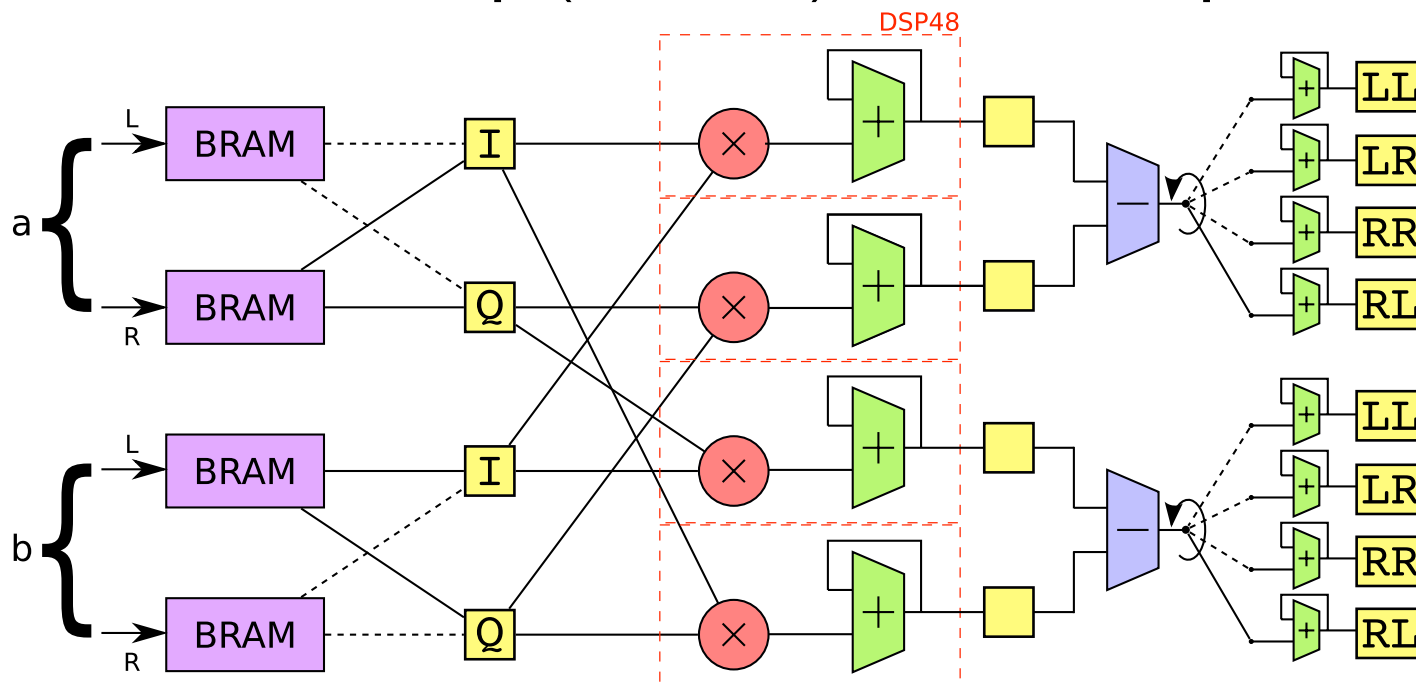 DSP48
L
BRAM
I
×
+
+
LL
+
LR
a
−
+
RR
+
RL
R
BRAM
Q
×
+
L
BRAM
I
×
+
+
LL
+
LR
b
−
+
RR
+
RL
R
BRAM
Q
×
+